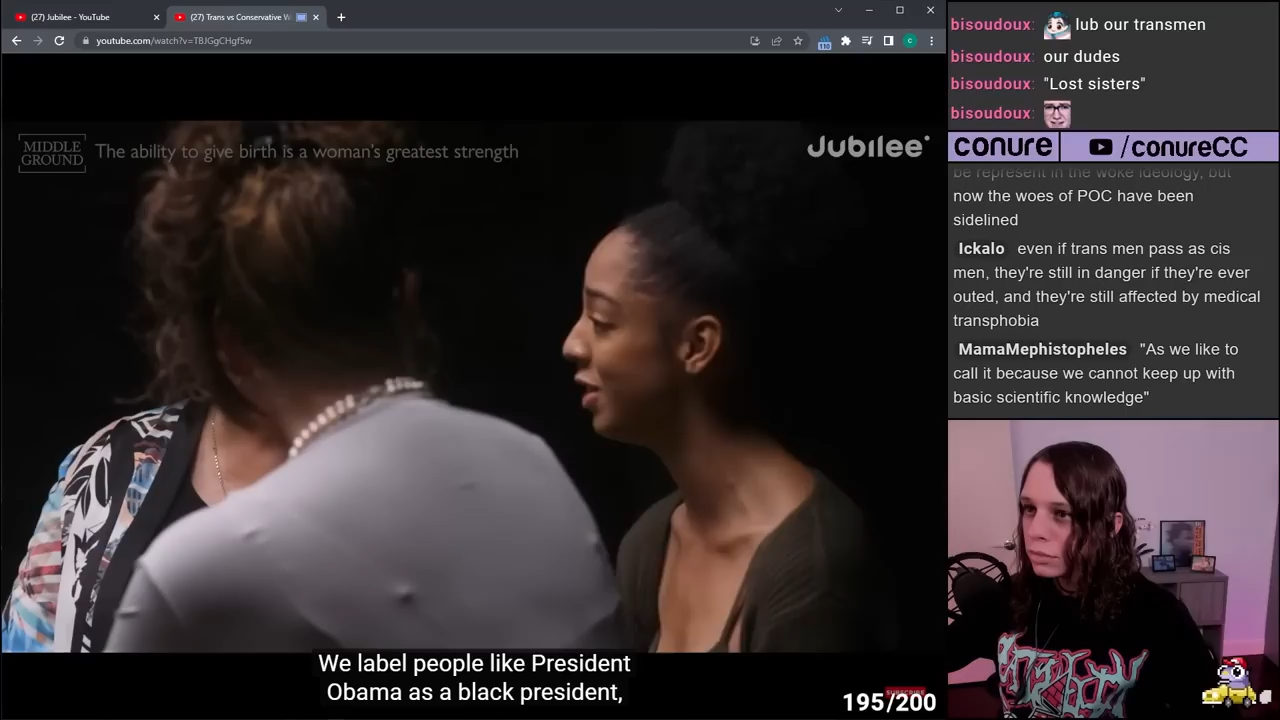 (27) Jubilee - YouTube
(27) Trans vs Conservative W
youtube.com/watch?v=TBJGgCHgf5w
MIDDLE
GROUND
The ability to give birth is a woman's greatest strength
Jubilee
We label people like President
Obama as a black president,
SUBSCRIBE
195/200
bisoudoux: lub our transmen
bisoudoux: our dudes
bisoudoux: "Lost sisters"
bisoudoux:
conure
/conureCC
be represent in the woke ideology, but
now the woes of POC have been
sidelined
Ickalo even if trans men pass as cis
men, they're still in danger if they're ever
outed, and they're still affected by medical
transphobia
MamaMephistopheles "As we like to
call it because we cannot keep up with
basic scientific knowledge"